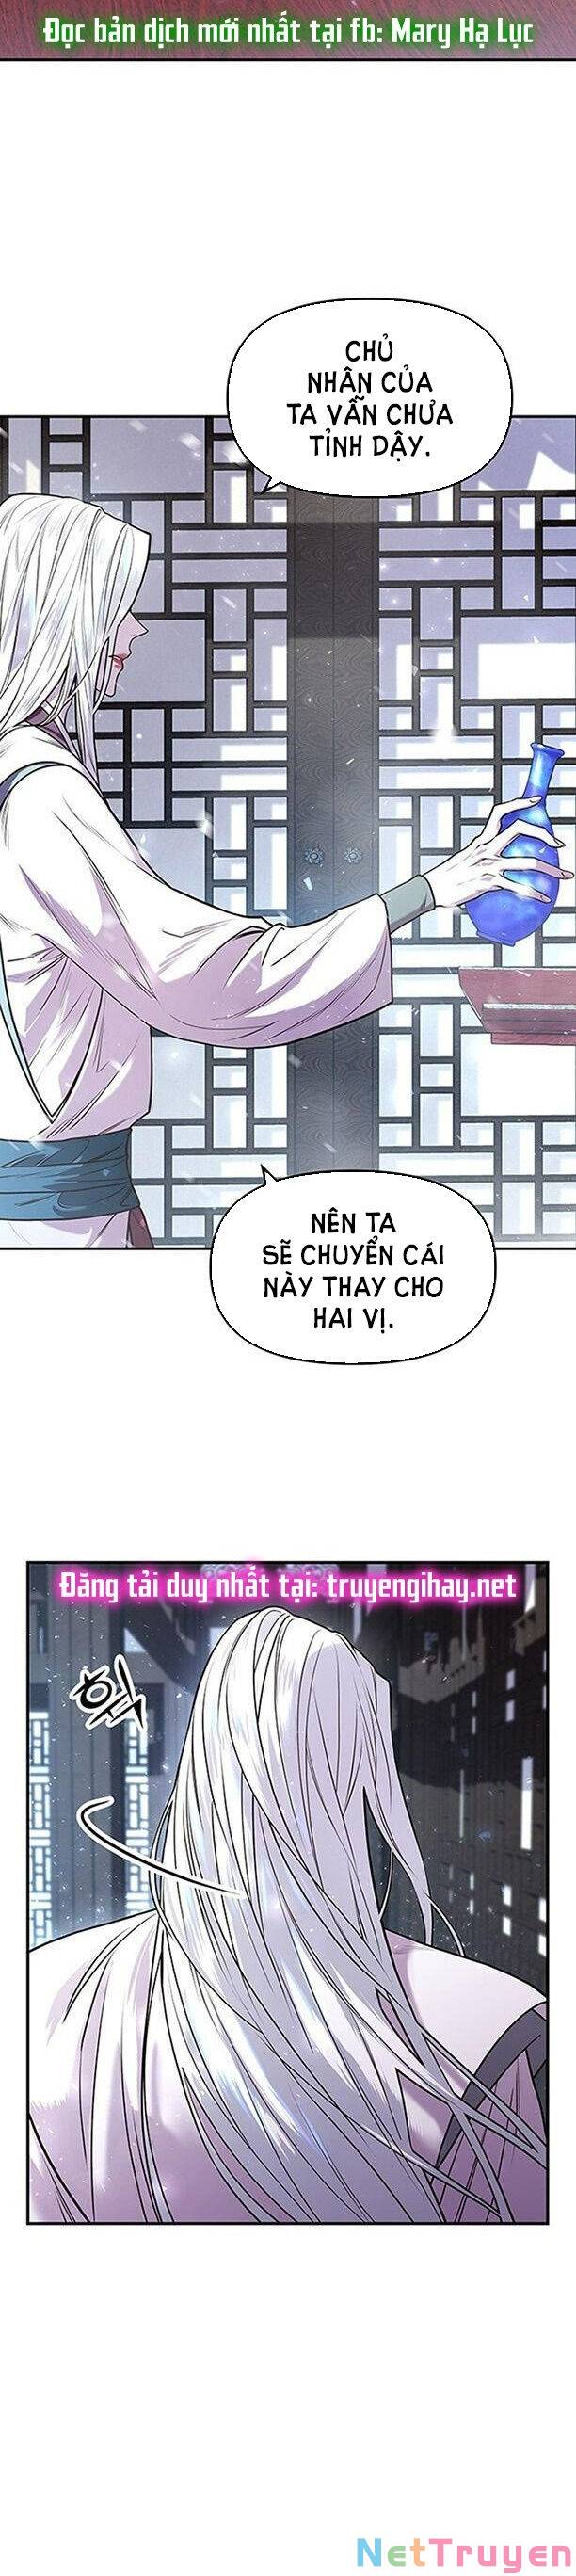 Đọc bản dịch mới nhất tại fb: Mary Hạ Lục
CHỦ
NHÂN CỦA
TA VẪN CHƯA
TỈNH DẬY.
NÊN TA
SẼ CHUYỂN CÁI
NÀY THAY CHO
HAI VỊ.
Đăng tải duy nhất tại: truyengihay.net
휙
NetTruyen